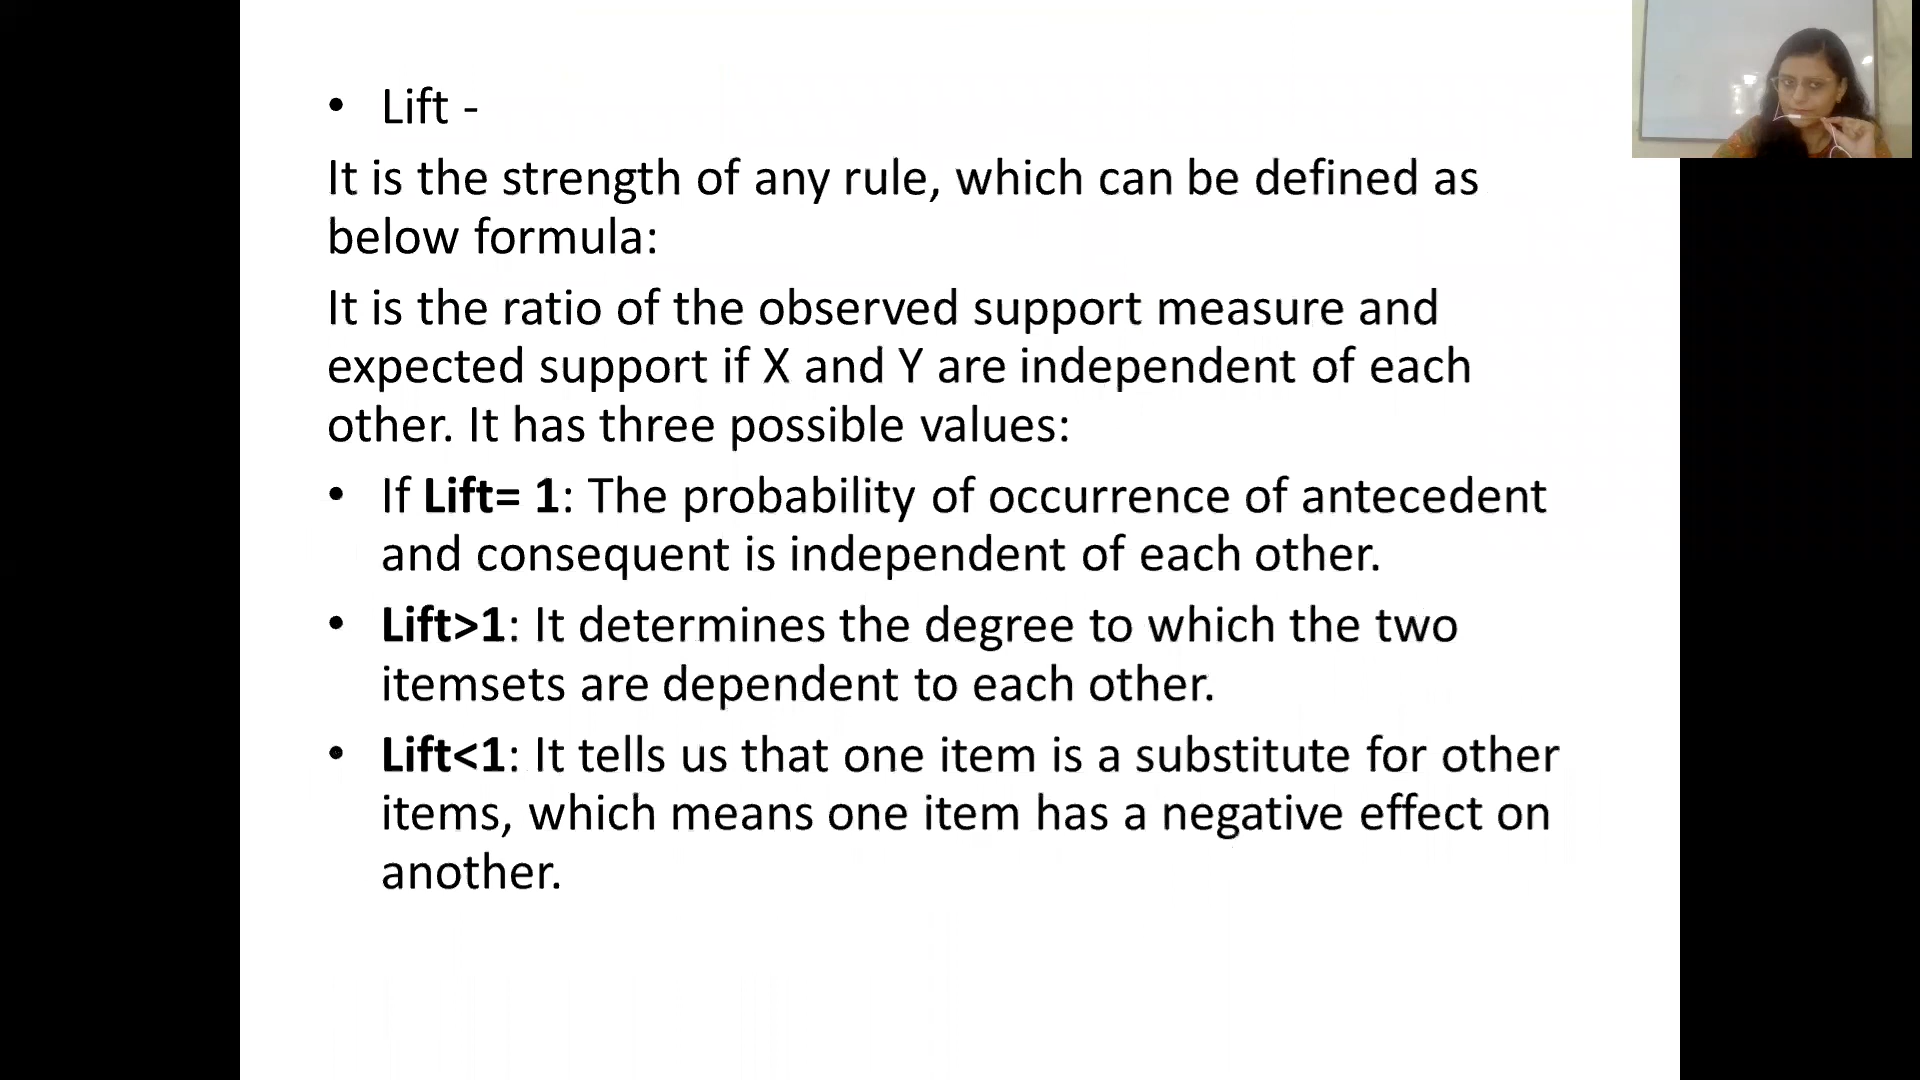 • Lift -
It is the strength of any rule, which can be defined as
below formula:
It is the ratio of the observed support measure and
expected support if X and Y are independent of each
other. It has three possible values:
• If Lift= 1: The probability of occurrence of antecedent
and consequent is independent of each other.
• Lift>1: It determines the degree to which the two
itemsets are dependent to each other.
• Lift<1: It tells us that one item is a substitute for other
items, which means one item has a negative effect on
another.